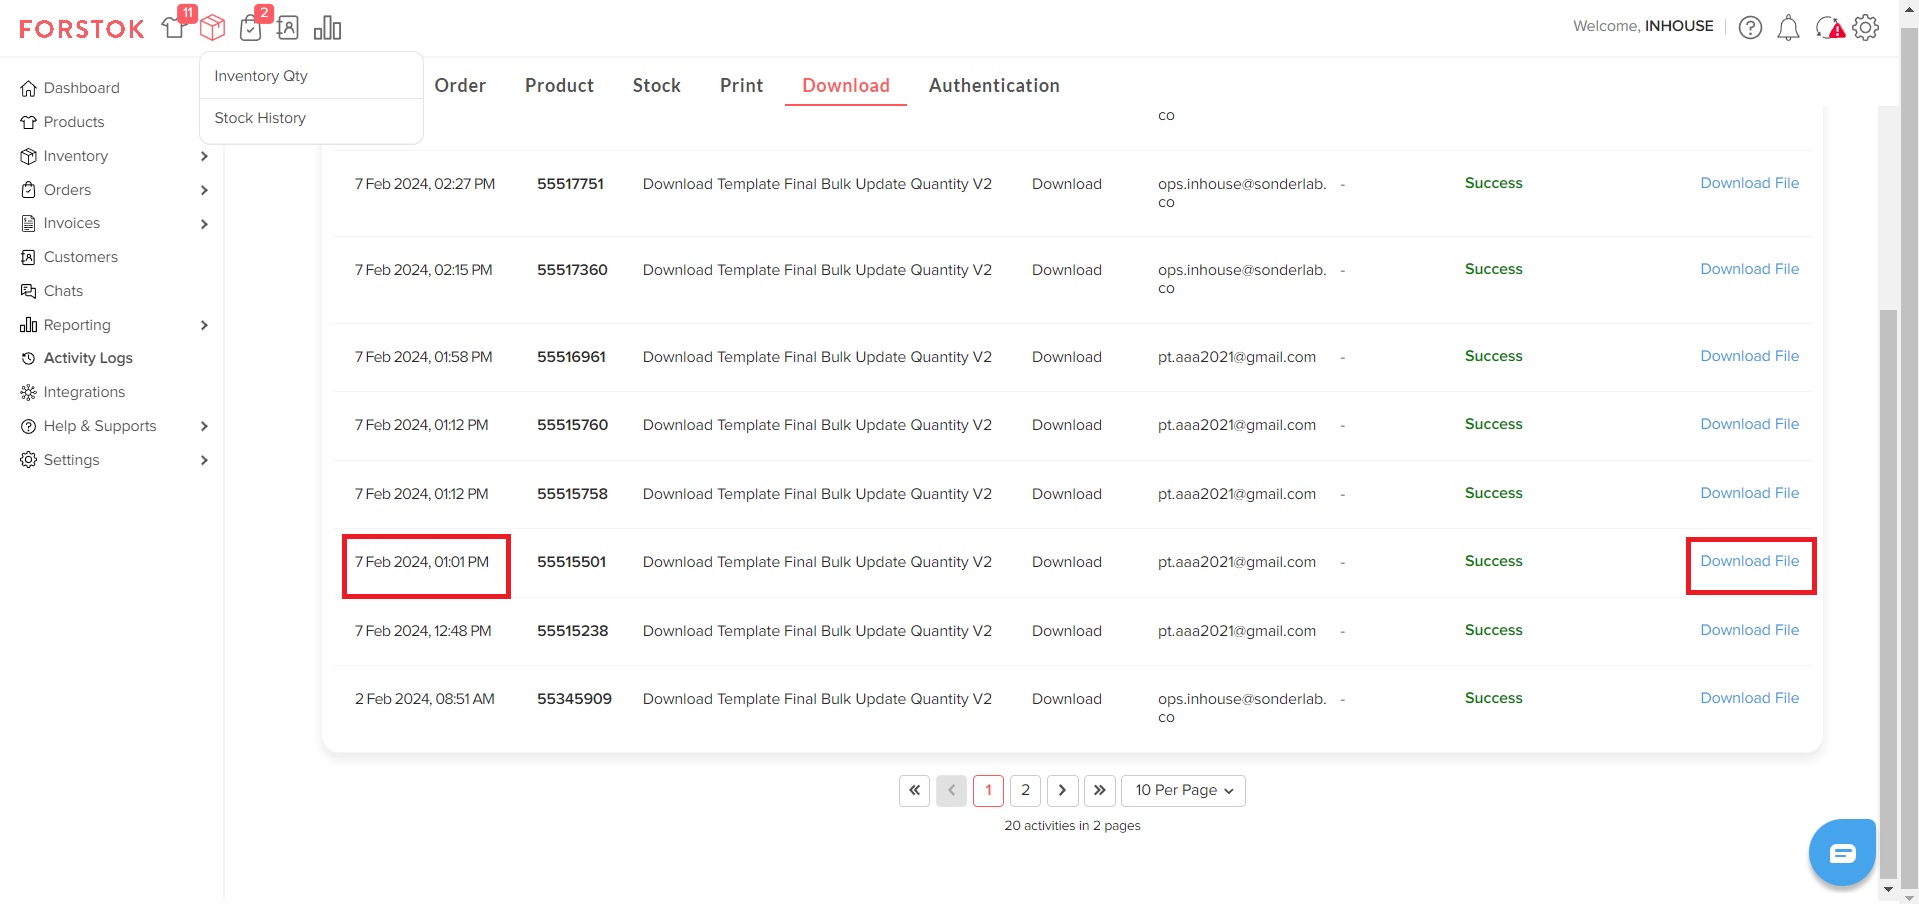 FORSTOK
11
2
Welcome, INHOUSE
Inventory Qty
Stock History
Order Product Stock Print Download Authentication
Dashboard
Products
Inventory
Orders
Invoices
Customers
Chats
Reporting
Activity Logs
Integrations
Help & Supports
Settings
co
7 Feb 2024, 02:27 PM 55517751 Download Template Final Bulk Update Quantity V2 Download ops.inhouse@sonderlab. - Success Download File
co
7 Feb 2024, 02:15 PM 55517360 Download Template Final Bulk Update Quantity V2 Download ops.inhouse@sonderlab. - Success Download File
co
7 Feb 2024, 01:58 PM 55516961 Download Template Final Bulk Update Quantity V2 Download pt.aaa2021@gmail.com - Success Download File
7 Feb 2024, 01:12 PM 55515760 Download Template Final Bulk Update Quantity V2 Download pt.aaa2021@gmail.com - Success Download File
7 Feb 2024, 01:12 PM 55515758 Download Template Final Bulk Update Quantity V2 Download pt.aaa2021@gmail.com - Success Download File
7 Feb 2024, 01:01 PM 55515501 Download Template Final Bulk Update Quantity V2 Download pt.aaa2021@gmail.com - Success Download File
7 Feb 2024, 12:48 PM 55515238 Download Template Final Bulk Update Quantity V2 Download pt.aaa2021@gmail.com - Success Download File
2 Feb 2024, 08:51 AM 55345909 Download Template Final Bulk Update Quantity V2 Download ops.inhouse@sonderlab. - Success Download File
co
« ‹ 1 2 › » 10 Per Page
20 activities in 2 pages